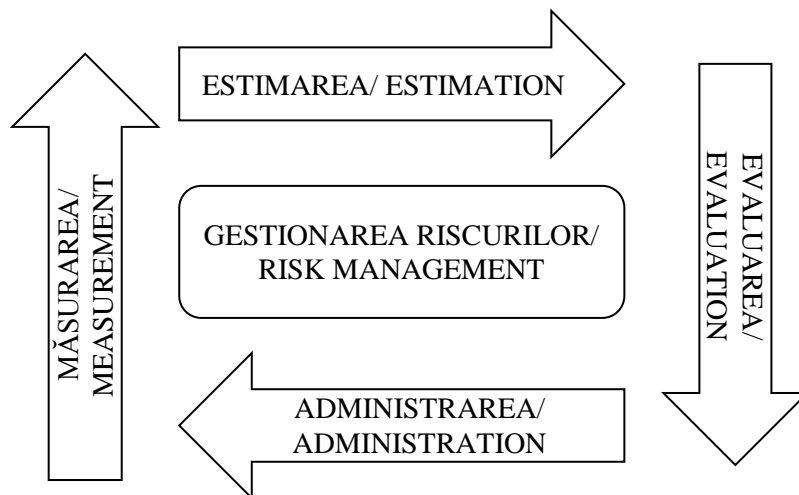 ESTIMAREA/ ESTIMATION
EVALUAREA/
EVALUATION
GESTIONAREA RISCURILOR/
RISK MANAGEMENT
MĂSURAREA/
MEASUREMENT
ADMINISTRAREA/
ADMINISTRATION